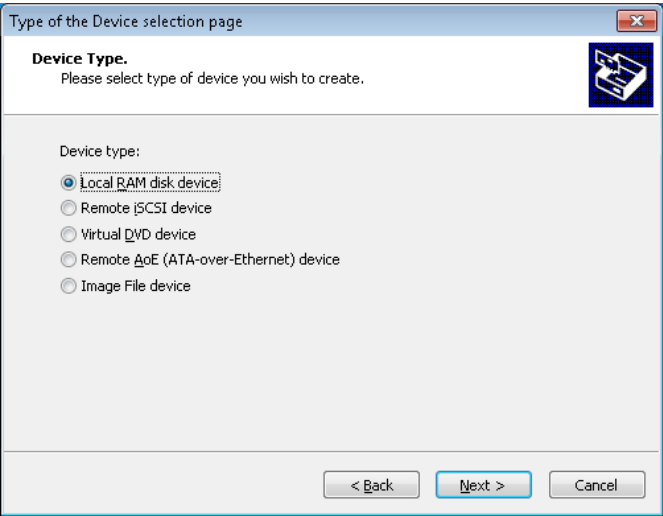 Type of the Device selection page
Device Type.
Please select type of device you wish to create.
Device type:
Local RAM disk device
Remote iSCSI device
Virtual DVD device
Remote AoE (ATA-over-Ethernet) device
Image File device
< Back
Next >
Cancel